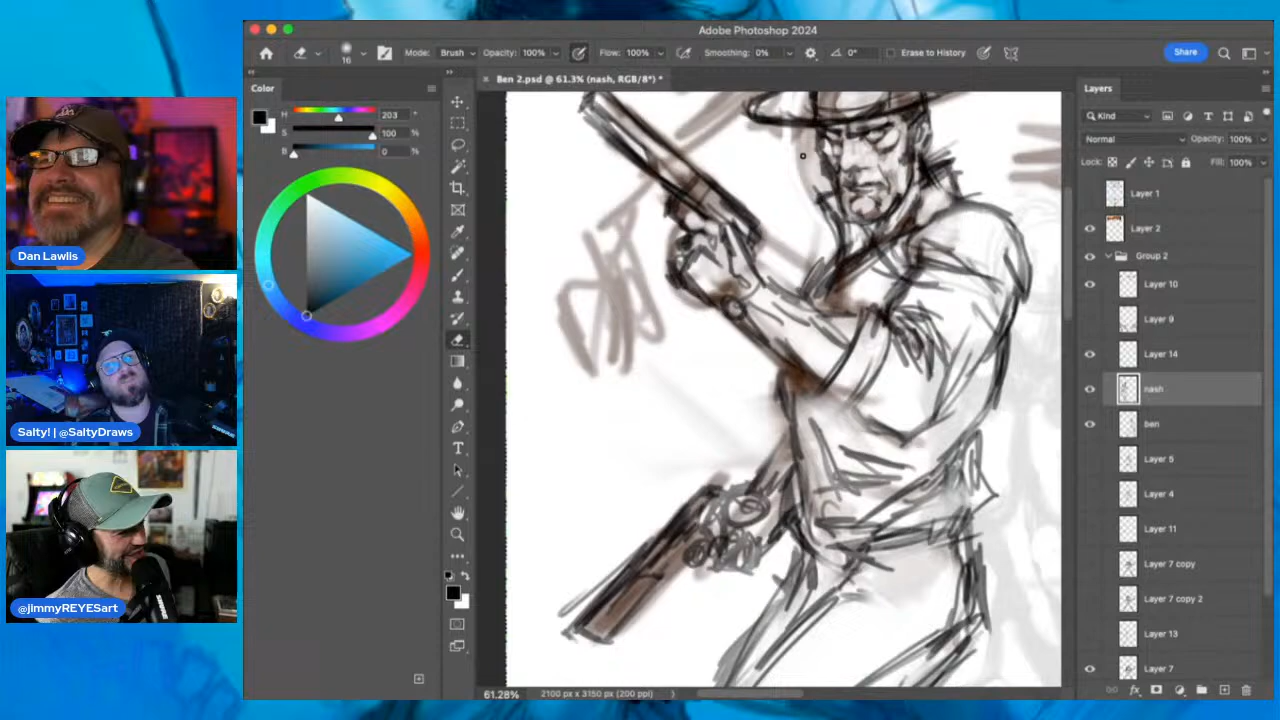 Adobe Photoshop 2024
16
Mode: Brush
Opacity: 100%
Flow: 100%
Smoothing: 0%
0°
Erase to History
Share
Color
Ben 2.psd @ 61.3% (nash, RGB/8*) *
Layers
H 203 °
S 100 %
B 0 %
Kind
Normal
Opacity: 100%
Lock:
Fill: 100%
Layer 1
Layer 2
Group 2
Layer 10
Layer 9
Layer 14
nash
ben
Layer 5
Layer 4
Layer 11
Layer 7 copy
Layer 7 copy 2
Layer 13
Layer 7
61.28%
2100 px x 3150 px (200 ppi)
Dan Lawlis
Salty! | @SaltyDraws
@jimmyREYESart